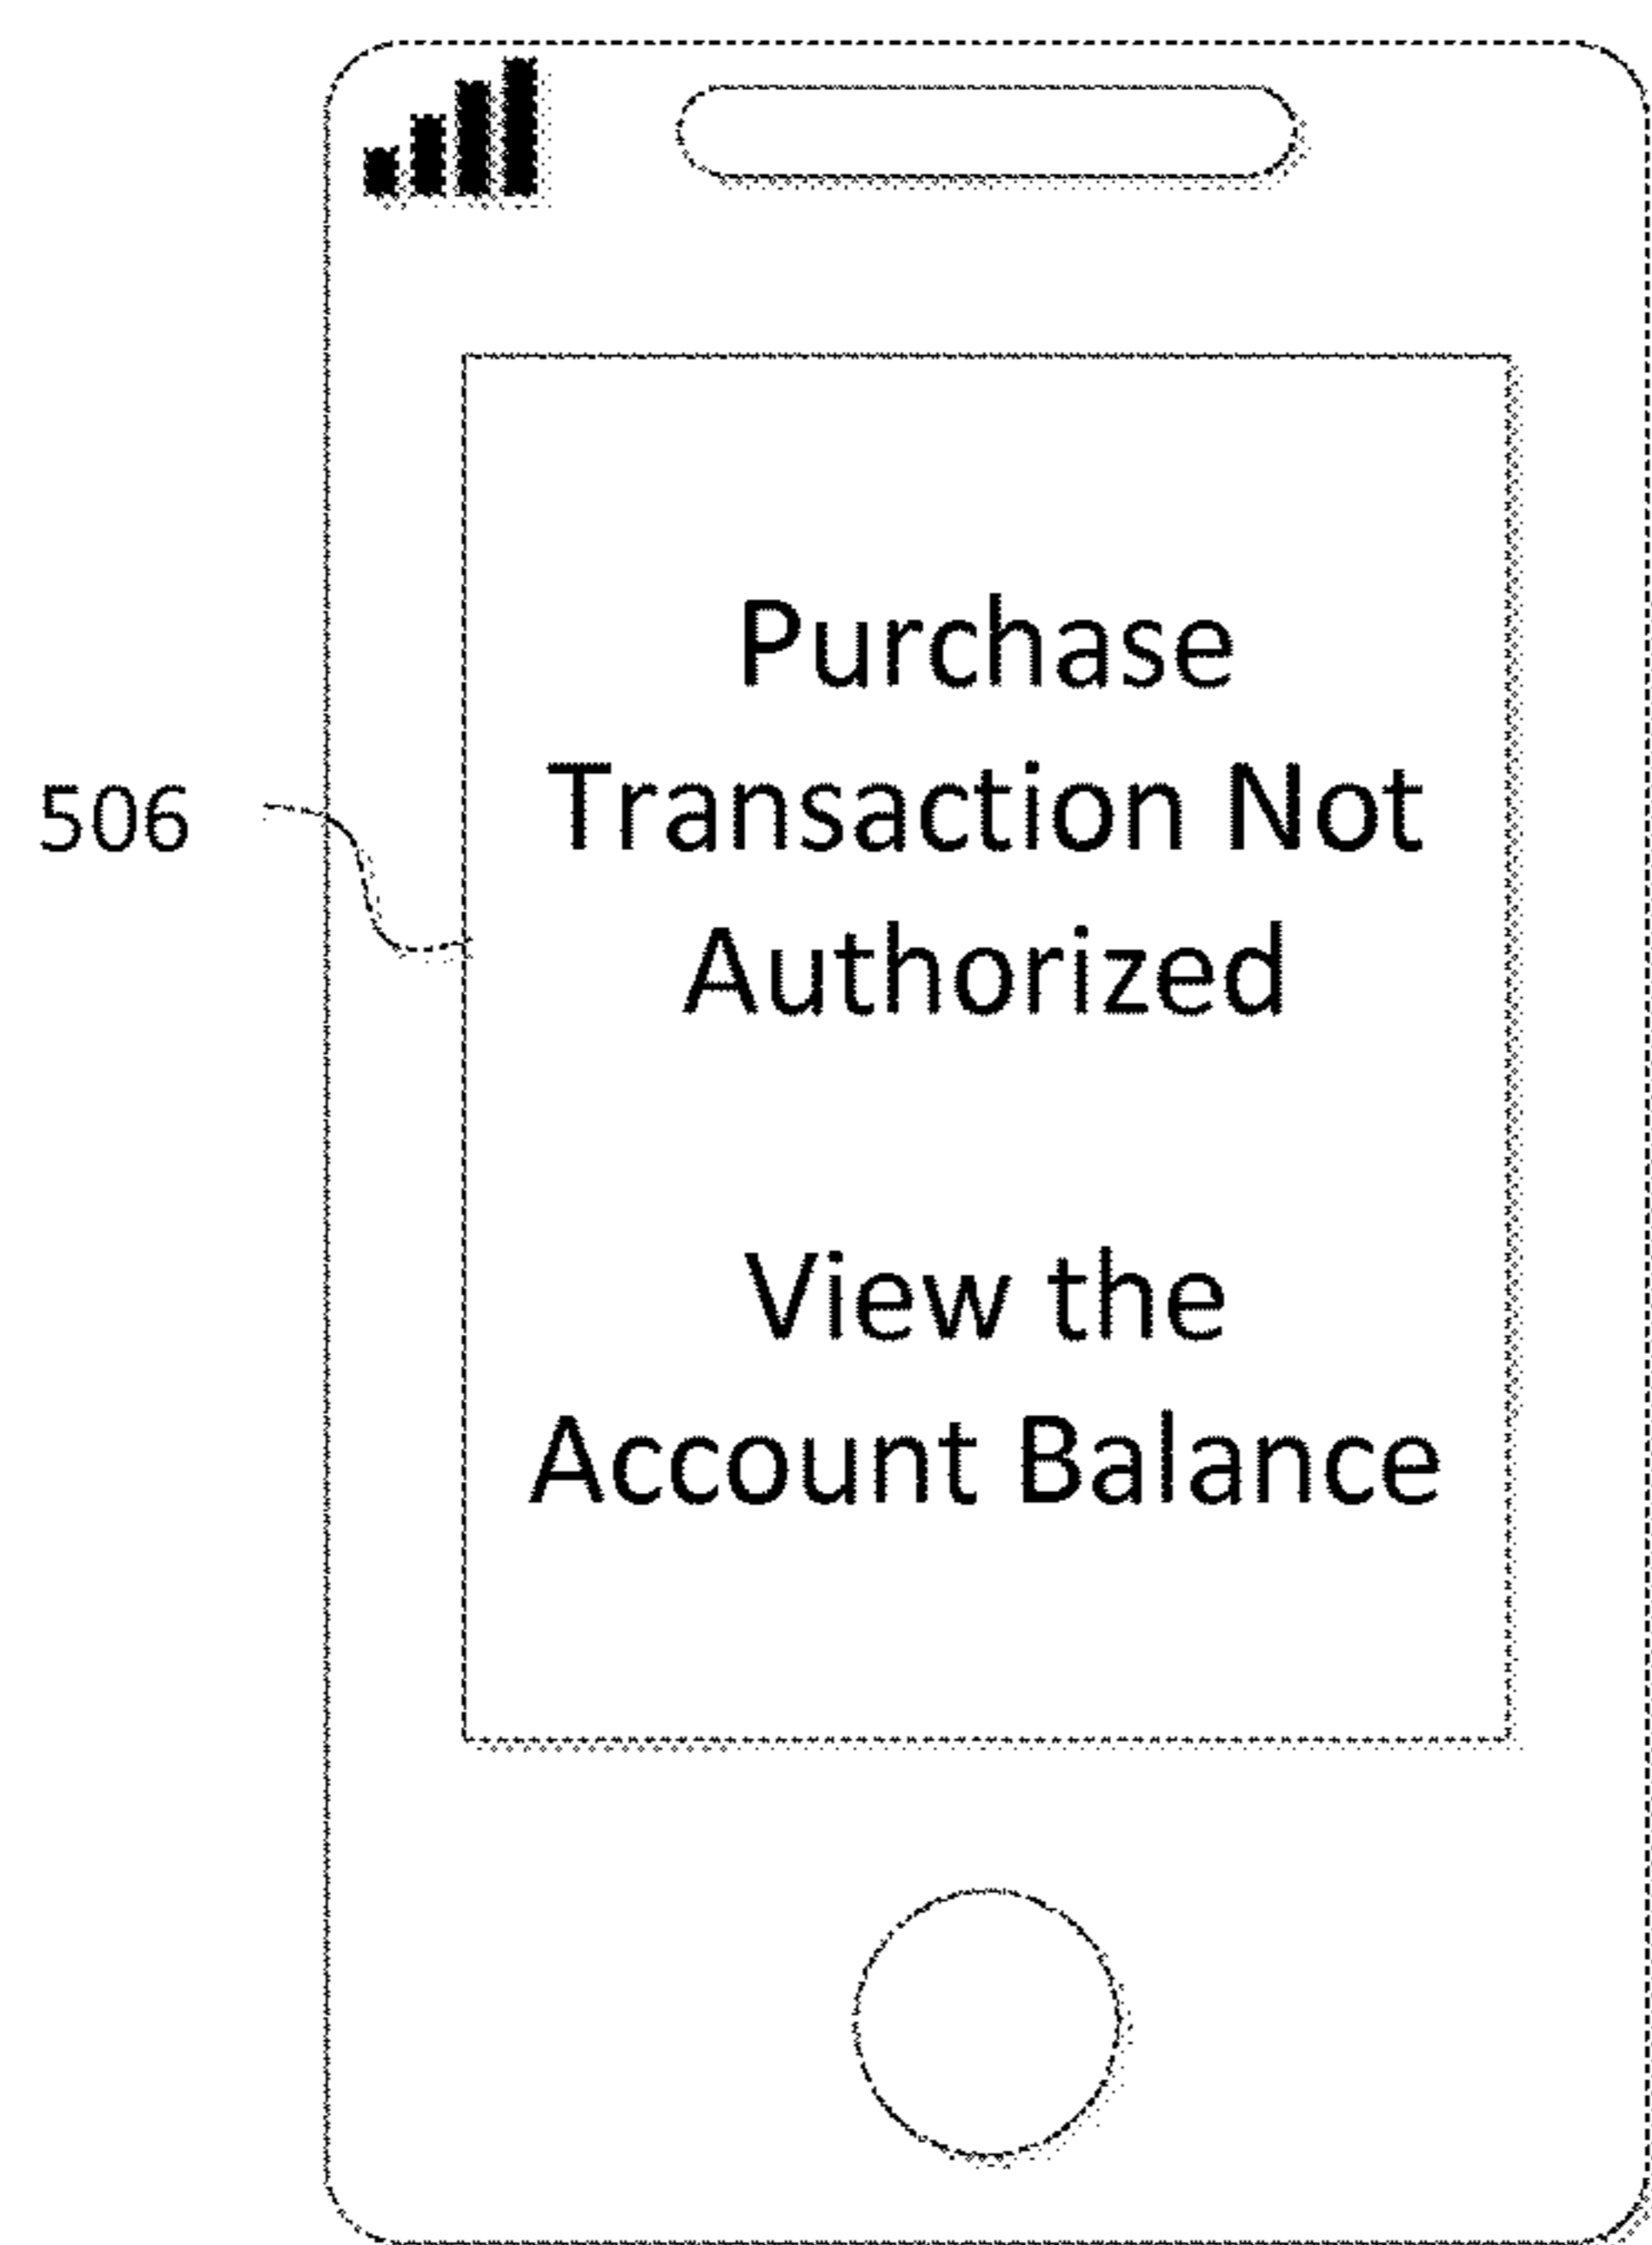 Purchase
Transaction Not
506
Authorized
View the
Account Balance